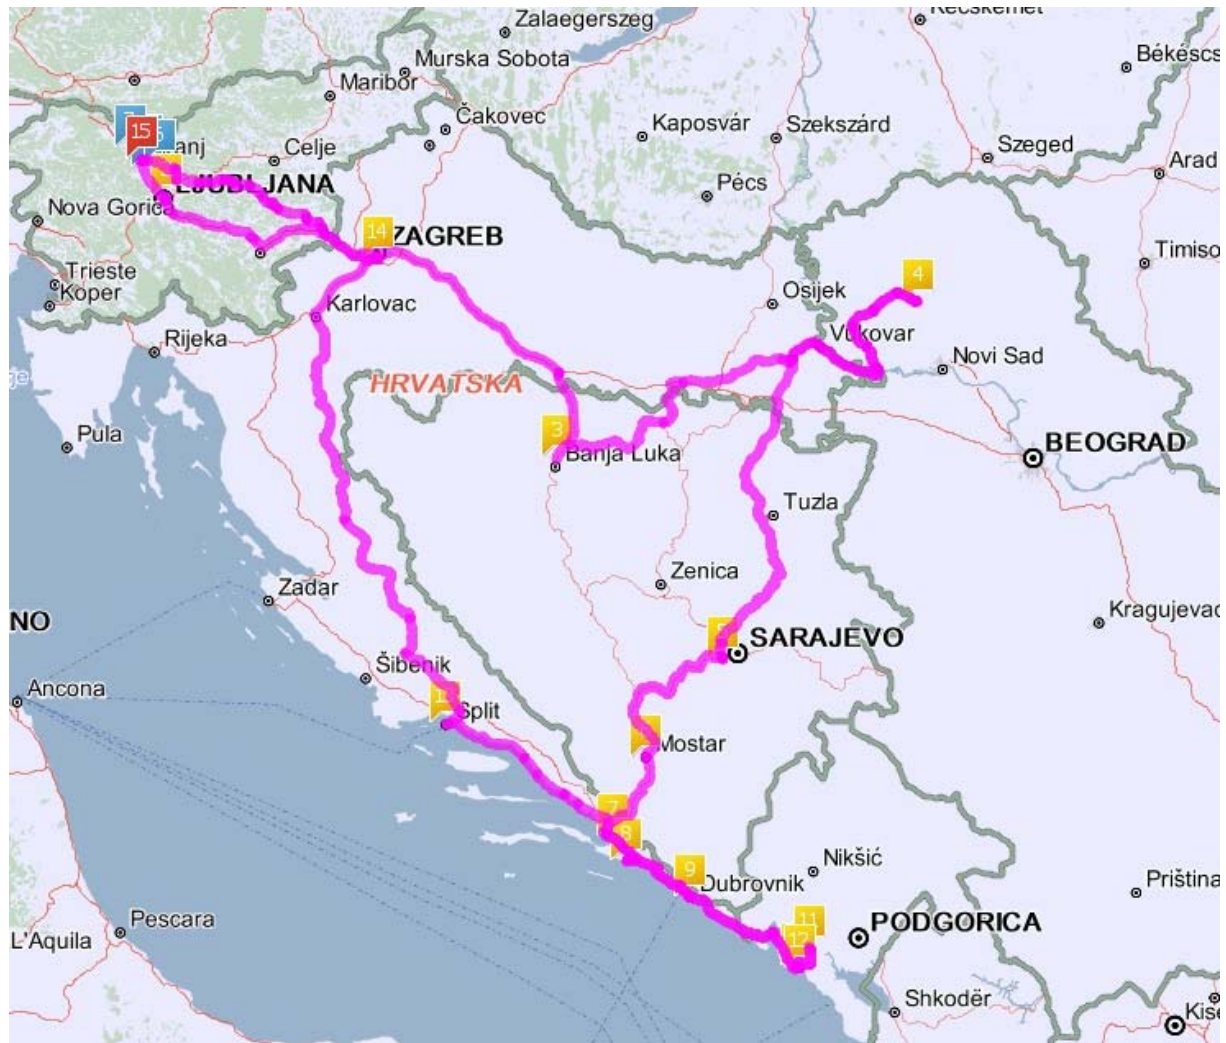 Kecskemét
Zalaegerszeg
Békéscs
Murska Sobota
Maribor
Čakovec
Kaposvár
Szekszárd
15
ranj
Celje
Szeged
Arad
LJUBLJANA
Pécs
Nova Gorica
14
ZAGREB
Timiso
Trieste
4
Koper
Osijek
Karlovac
Vukovar
Rijeka
Novi Sad
HRVATSKA
Pula
3
Banja Luka
BEOGRAD
Tuzla
Zenica
Zadar
Kragujevac
NO
5
SARAJEVO
Šibenik
Ancona
Split
Mostar
7
8
Nikšić
9
Dubrovnik
Priština
Pescara
11
PODGORICA
L'Aquila
12
Shkodër
Kise